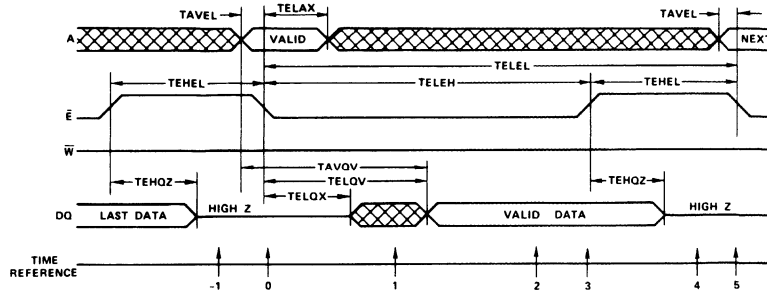 TAVEL TELAX TAVEL
A VALID NEXT
TELEL
TEHEL TELEH TEHEL
E
W
TAVQV
TEHQZ TELQV TEHQZ
TELQX
DQ LAST DATA HIGH Z VALID DATA HIGH Z
TIME
REFERENCE
-1 0 1 2 3 4 5